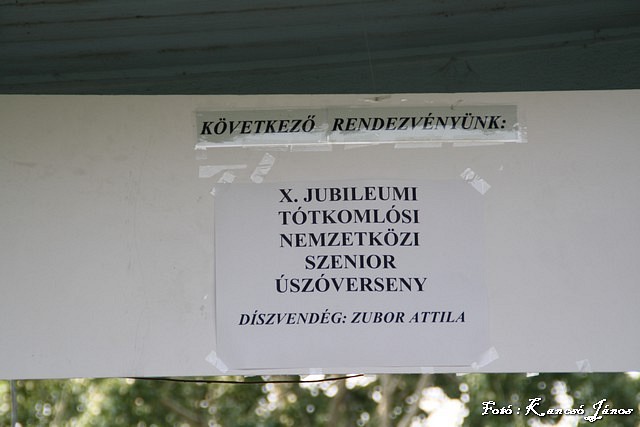 KÖVETKEZŐ RENDEZVÉNYÜNK:
X. JUBILEUMI
TÓTKOMLÓSI
NEMZETKÖZI
SZENIOR
ÚSZÓVERSENY
DÍSZVENDÉG: ZUBOR ATTILA
Fotó : Kancsó János